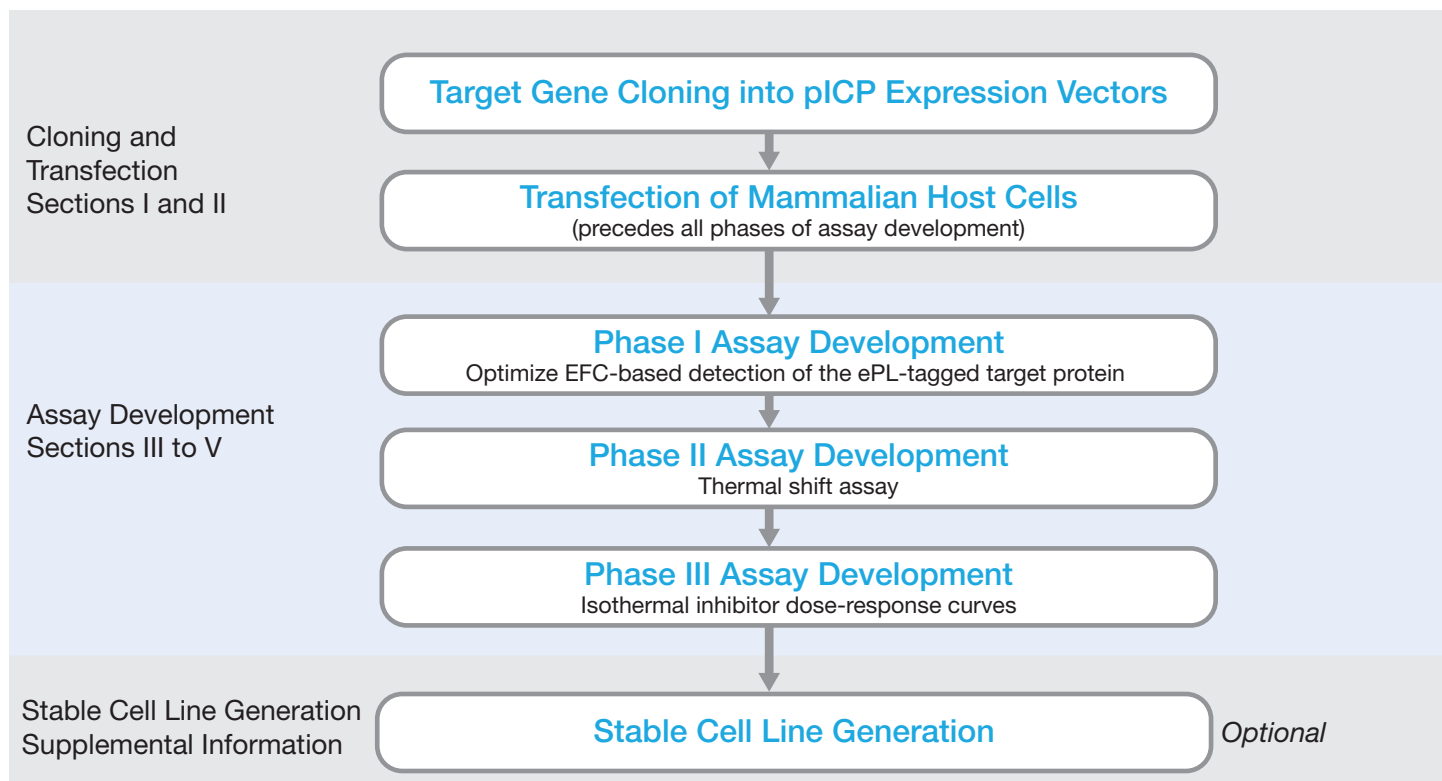 Cloning and
Transfection
Sections I and II
Target Gene Cloning into pICP Expression Vectors
Transfection of Mammalian Host Cells
(precedes all phases of assay development)
Assay Development
Sections III to V
Phase I Assay Development
Optimize EFC-based detection of the ePL-tagged target protein
Phase II Assay Development
Thermal shift assay
Phase III Assay Development
Isothermal inhibitor dose-response curves
Stable Cell Line Generation
Supplemental Information
Stable Cell Line Generation
Optional